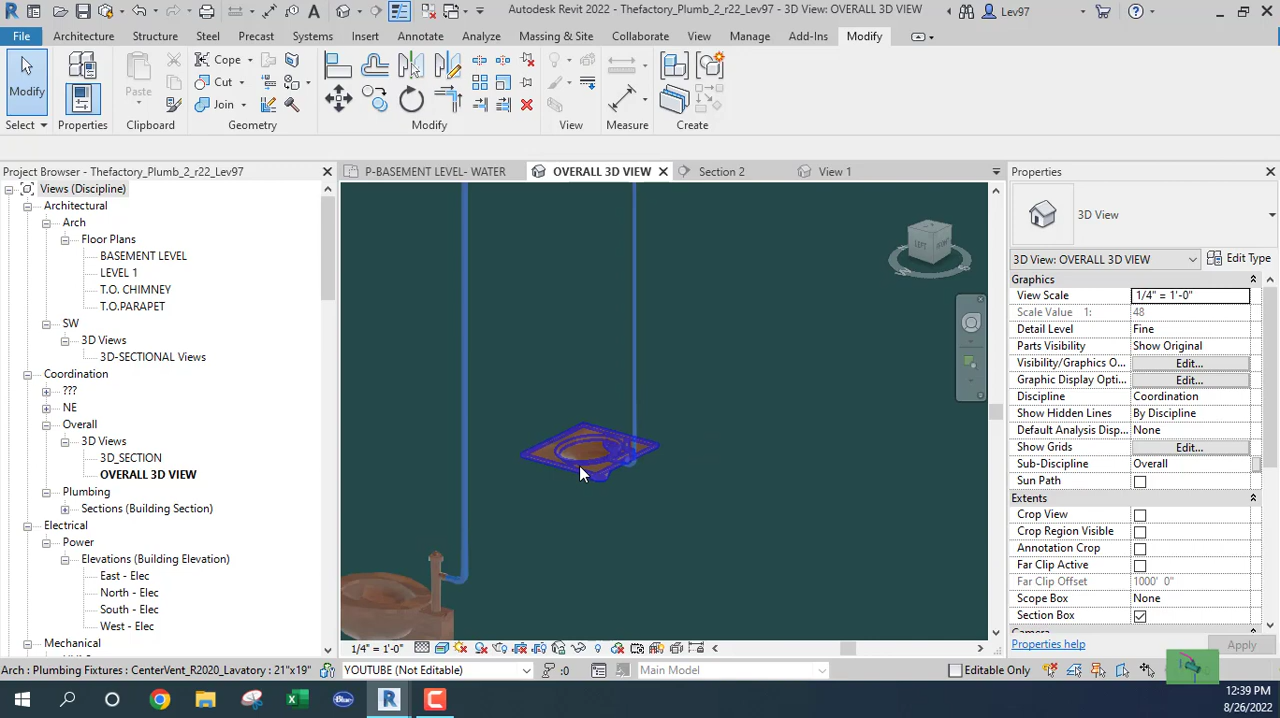 Autodesk Revit 2022 - Thefactory_Plumb_2_r22_Lev97 - 3D View: OVERALL 3D VIEW
Lev97
File Architecture Structure Steel Precast Systems Insert Annotate Analyze Massing & Site Collaborate View Manage Add-Ins Modify
Modify
Properties
Paste
Cope
Cut
Join
Select Properties Clipboard Geometry Modify View Measure Create
Project Browser - Thefactory_Plumb_2_r22_Lev97
P-BASEMENT LEVEL- WATER
OVERALL 3D VIEW
Section 2
View 1
Properties
Views (Discipline)
Architectural
Arch
Floor Plans
BASEMENT LEVEL
LEVEL 1
T.O. CHIMNEY
T.O.PARAPET
SW
3D Views
3D-SECTIONAL Views
Coordination
???
NE
Overall
3D Views
3D_SECTION
OVERALL 3D VIEW
Plumbing
Sections (Building Section)
Electrical
Power
Elevations (Building Elevation)
East - Elec
North - Elec
South - Elec
West - Elec
Mechanical
LEFT
3D View
3D View: OVERALL 3D VIEW
Edit Type
Graphics
View Scale 1/4" = 1'-0"
Scale Value 1: 48
Detail Level Fine
Parts Visibility Show Original
Visibility/Graphics O... Edit...
Graphic Display Opti... Edit...
Discipline Coordination
Show Hidden Lines By Discipline
Default Analysis Disp... None
Show Grids Edit...
Sub-Discipline Overall
Sun Path
Extents
Crop View
Crop Region Visible
Annotation Crop
Far Clip Active
Far Clip Offset 1000' 0"
Scope Box None
Section Box
Properties help
Apply
1/4" = 1'-0"
Arch : Plumbing Fixtures : CenterVent_R2020_Lavatory : 21"x19"
YOUTUBE (Not Editable)
:0
Main Model
Editable Only
12:39 PM
8/26/2022